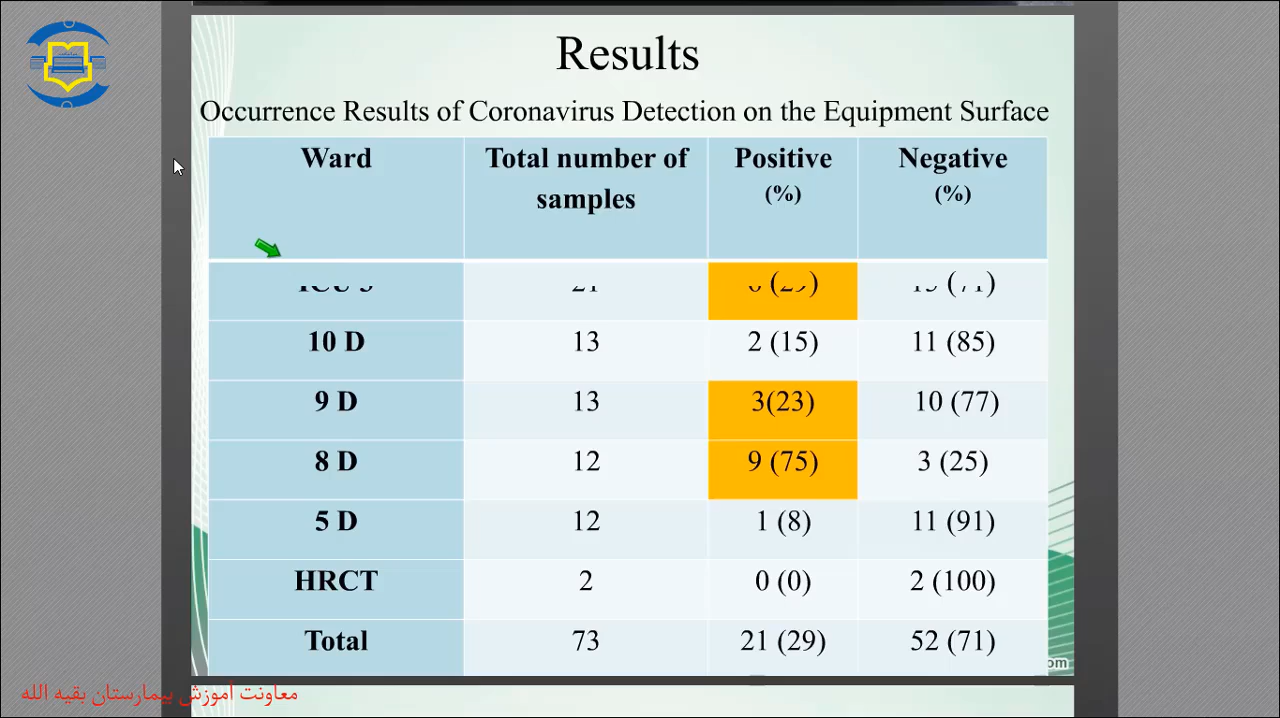 Results
Occurrence Results of Coronavirus Detection on the Equipment Surface
Ward Total number of samples Positive (%) Negative (%)
10 D 13 2 (15) 11 (85)
9 D 13 3(23) 10 (77)
8 D 12 9 (75) 3 (25)
5 D 12 1 (8) 11 (91)
HRCT 2 0 (0) 2 (100)
Total 73 21 (29) 52 (71)
om
معاونت آموزش بیمارستان بقیه الله